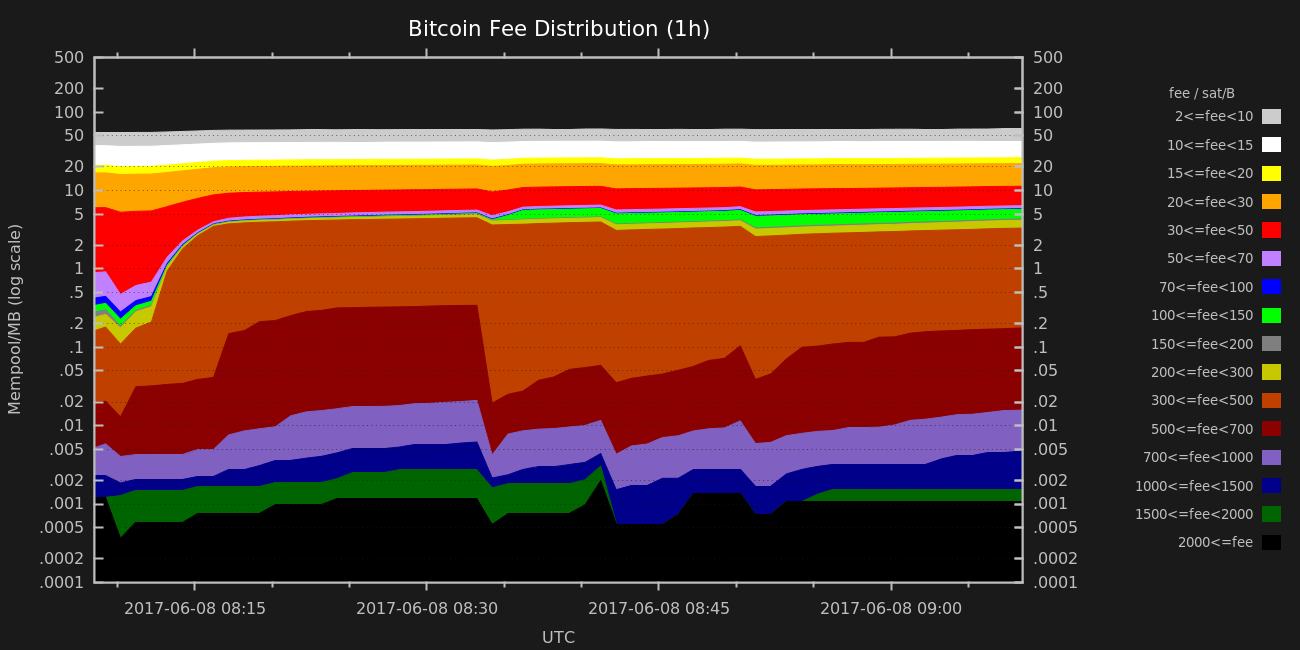 Bitcoin Fee Distribution (1h)
500 500
200 200
100 100
50 50
20 20
10 10
5 5
2 2
1 1
.5 .5
.2 .2
.1 .1
.05 .05
.02 .02
.01 .01
.005 .005
.002 .002
.001 .001
.0005 .0005
.0002 .0002
.0001 .0001
Mempool/MB (log scale)
2017-06-08 08:15 2017-06-08 08:30 2017-06-08 08:45 2017-06-08 09:00
UTC
fee / sat/B
2<=fee<10
10<=fee<15
15<=fee<20
20<=fee<30
30<=fee<50
50<=fee<70
70<=fee<100
100<=fee<150
150<=fee<200
200<=fee<300
300<=fee<500
500<=fee<700
700<=fee<1000
1000<=fee<1500
1500<=fee<2000
2000<=fee